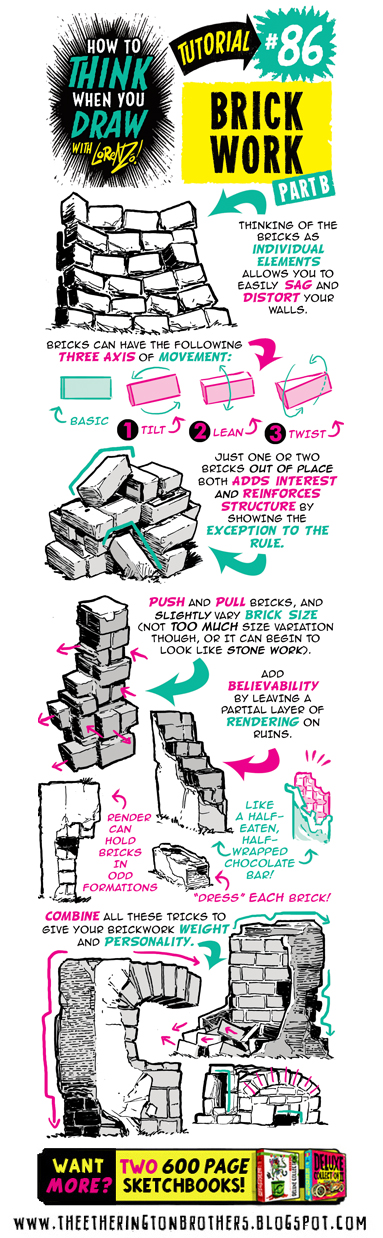 HOW TO
THINK
WHEN YOU
DRAW
WITH LORENZO!
TUTORIAL
#86
BRICK
WORK
PART B
THINKING OF THE
BRICKS AS
INDIVIDUAL
ELEMENTS
ALLOWS YOU TO
EASILY SAG AND
DISTORT YOUR
WALLS.
BRICKS CAN HAVE THE FOLLOWING
THREE AXIS OF MOVEMENT:
BASIC
1 TILT
2 LEAN
3 TWIST
JUST ONE OR TWO
BRICKS OUT OF PLACE
BOTH ADDS INTEREST
AND REINFORCES
STRUCTURE BY
SHOWING THE
EXCEPTION TO THE
RULE.
PUSH AND PULL BRICKS, AND
SLIGHTLY VARY BRICK SIZE
(NOT TOO MUCH SIZE VARIATION
THOUGH, OR IT CAN BEGIN TO
LOOK LIKE STONE WORK).
ADD
BELIEVABILITY
BY LEAVING A
PARTIAL LAYER OF
RENDERING ON
RUINS.
RENDER
CAN
HOLD
BRICKS
IN
ODD
FORMATIONS
LIKE
A HALF-
EATEN,
HALF-
WRAPPED
CHOCOLATE
BAR!
"DRESS" EACH BRICK!
COMBINE ALL THESE TRICKS TO
GIVE YOUR BRICKWORK WEIGHT
AND PERSONALITY.
WANT
MORE?
TWO 600 PAGE
SKETCHBOOKS!
DELUXE
WWW.THEETHERINGTONBROTHERS.BLOGSPOT.COM